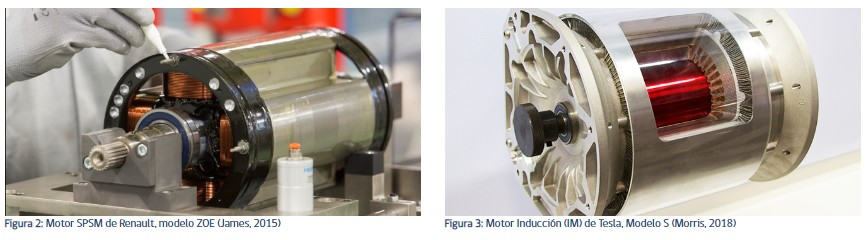 Figura 2: Motor SPSM de Renault, modelo ZOE (James, 2015)
Figura 3: Motor Inducción (IM) de Tesla, Modelo S (Morris, 2018)